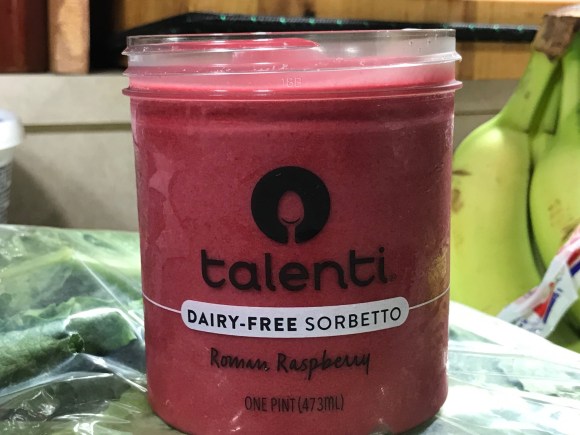 talenti
DAIRY-FREE SORBETTO
Roman Raspberry
ONE PINT (473ML)